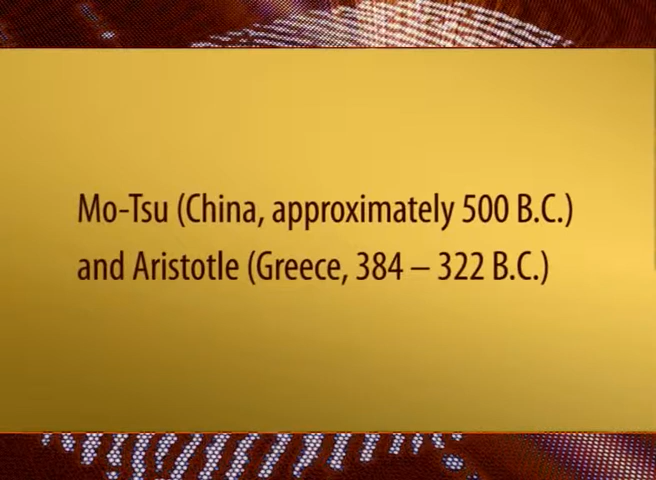 Mo-Tsu (China, approximately 500 B.C.)
and Aristotle (Greece, 384 – 322 B.C.)